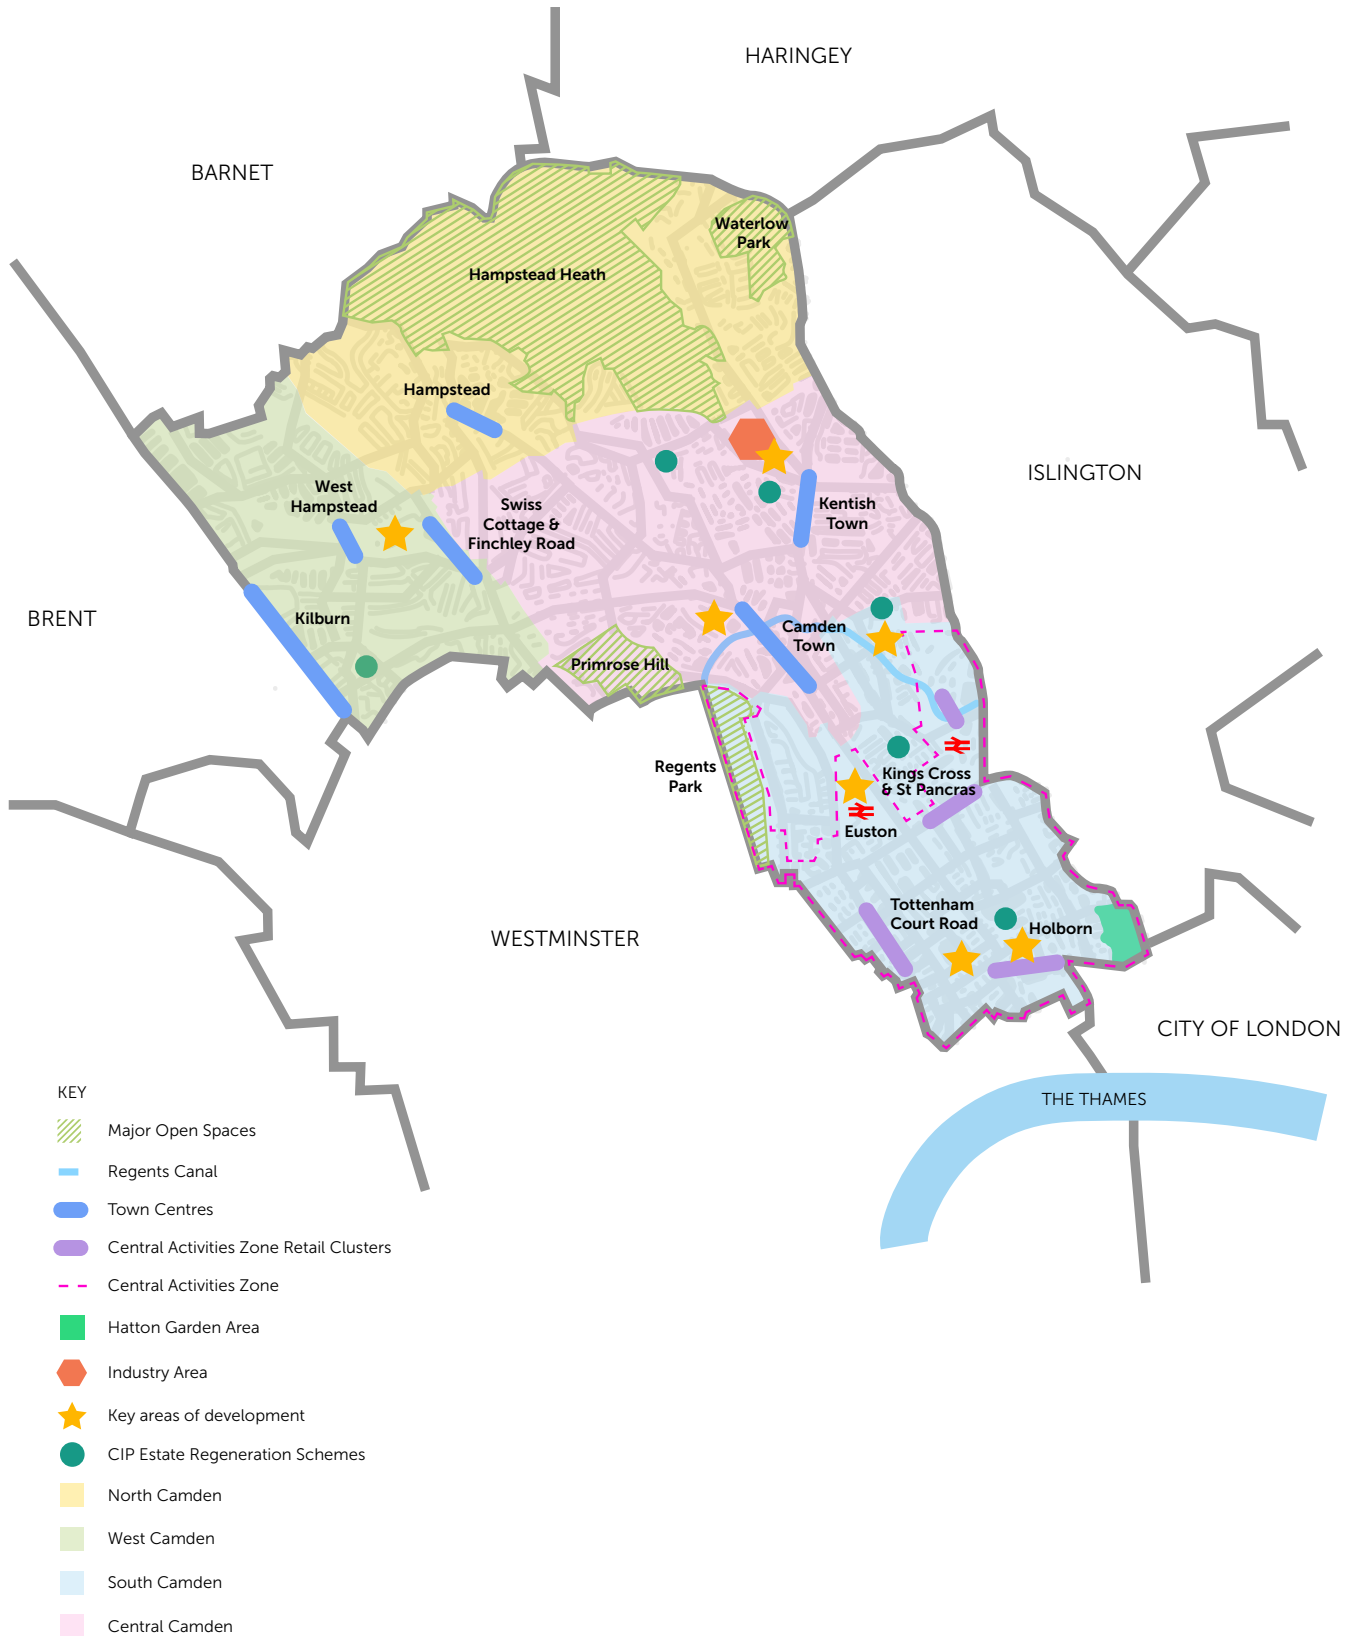 HARINGEY
BARNET
Waterlow
Park
Hampstead Heath
Hampstead
ISLINGTON
West
Hampstead
Swiss
Cottage &
Finchley Road
Kentish
Town
BRENT
Kilburn
Camden
Town
Primrose Hill
Regents
Park
Kings Cross
& St Pancras
Euston
Tottenham
Court Road
Holborn
WESTMINSTER
CITY OF LONDON
THE THAMES
KEY
Major Open Spaces
Regents Canal
Town Centres
Central Activities Zone Retail Clusters
Central Activities Zone
Hatton Garden Area
Industry Area
Key areas of development
CIP Estate Regeneration Schemes
North Camden
West Camden
South Camden
Central Camden